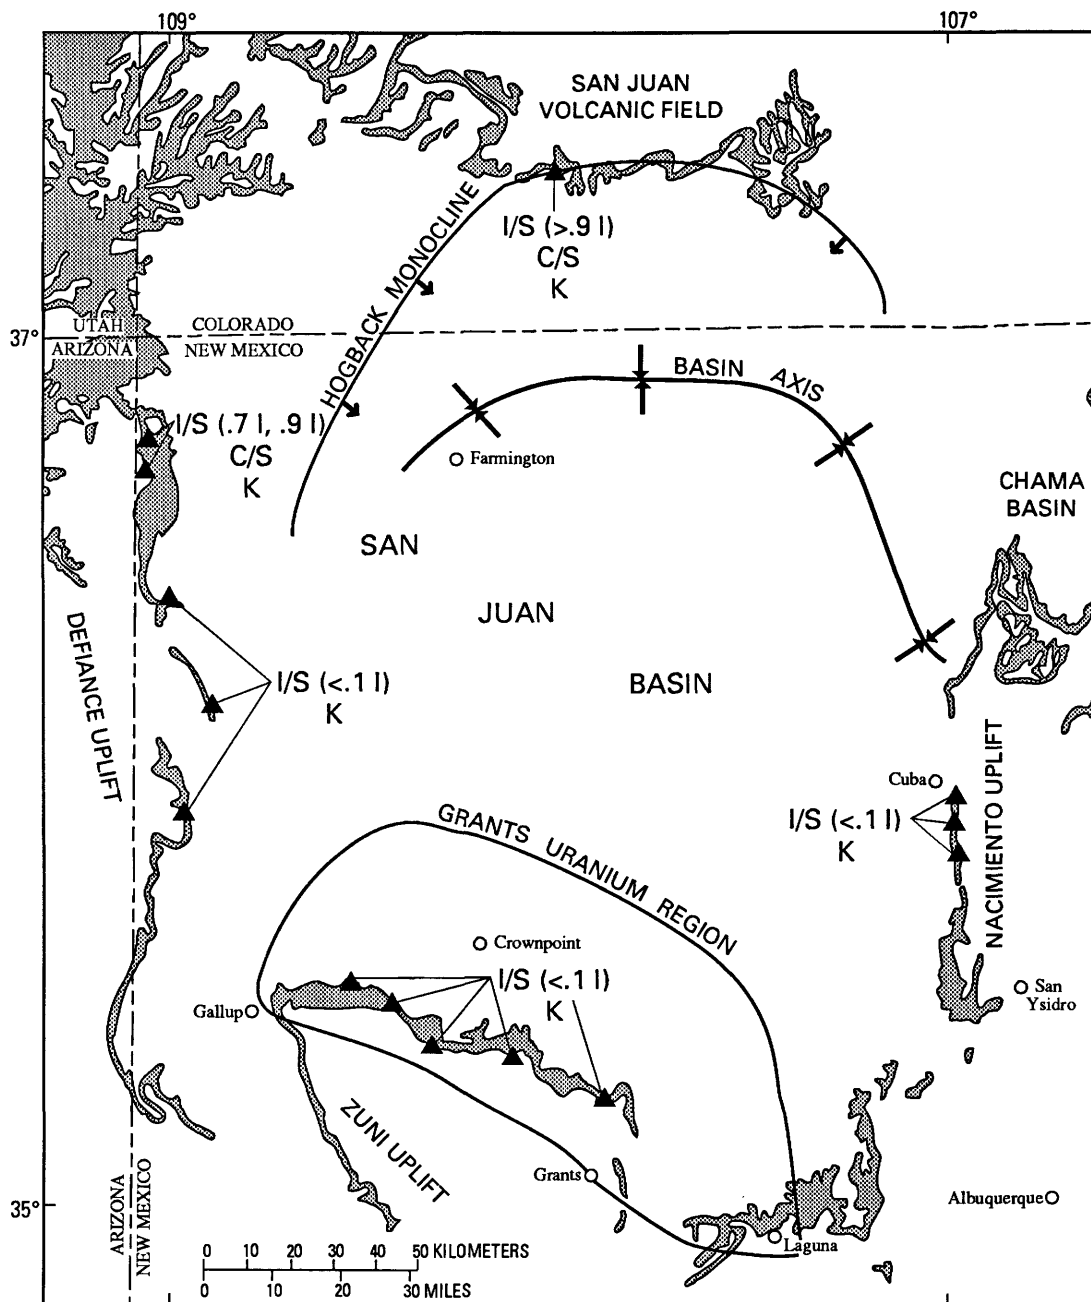 109°
107°
SAN JUAN
VOLCANIC FIELD
HOGBACK MONOCLINE
I/S (>.9 I)
C/S
K
37°
UTAH
COLORADO
ARIZONA
NEW MEXICO
BASIN AXIS
I/S (.7 I, .9 I)
C/S
K
Farmington
CHAMA
BASIN
SAN
JUAN
BASIN
DEFIANCE UPLIFT
I/S (<.1 I)
K
NACIMIENTO UPLIFT
Cuba
I/S (<.1 I)
K
GRANTS URANIUM REGION
Crownpoint
I/S (<.1 I)
K
Gallup
San
Ysidro
ZUNI UPLIFT
Grants
35°
ARIZONA
NEW MEXICO
Albuquerque
Laguna
0 10 20 30 40 50 KILOMETERS
0 10 20 30 MILES